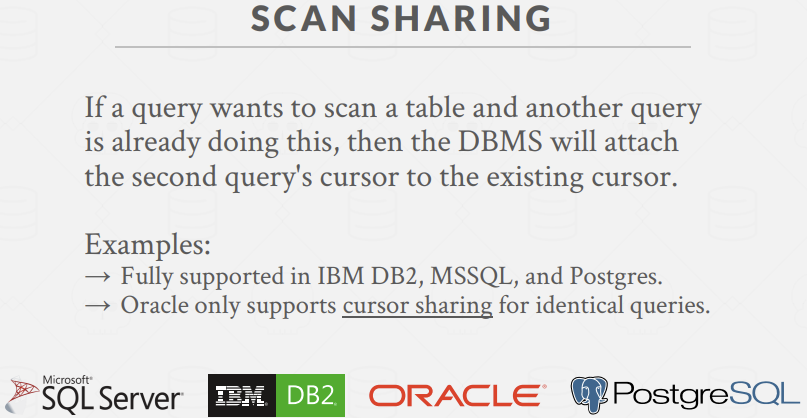 SCAN SHARING
If a query wants to scan a table and another query
is already doing this, then the DBMS will attach
the second query's cursor to the existing cursor.
Examples:
→ Fully supported in IBM DB2, MSSQL, and Postgres.
→ Oracle only supports cursor sharing for identical queries.
Microsoft®
SQL Server®
IBM® DB2®
ORACLE®
PostgreSQL